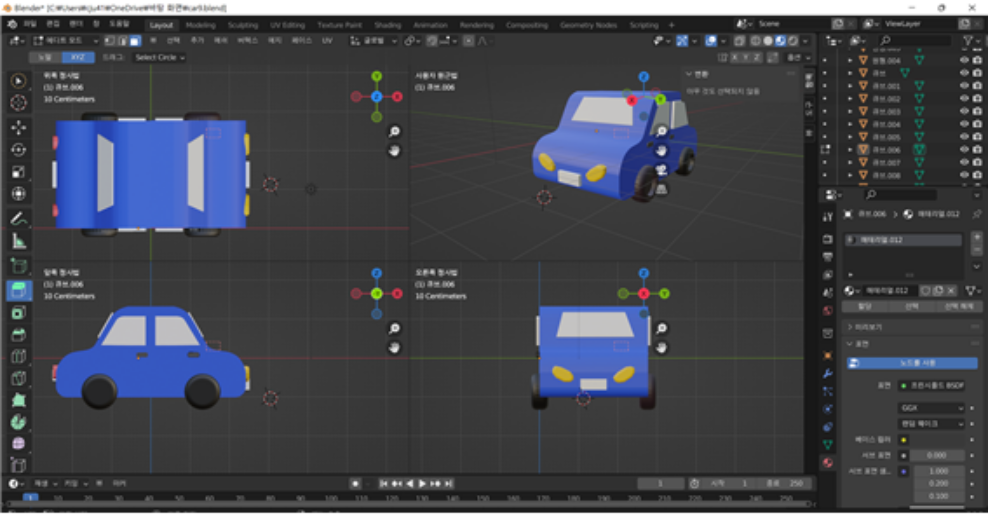 Blender* [C:\Users\kju47\OneDrive\바탕 화면\car9.blend]
파일 편집 렌더 창 도움말 Layout Modeling Sculpting UV Editing Texture Paint Shading Animation Rendering Compositing Geometry Nodes Scripting + Scene ViewLayer
에디트 모드 뷰 선택 추가 메쉬 버텍스 에지 페이스 UV 글로벌
노멀 XYZ 드래그: Select Circle X Y Z 옵션
위쪽 정사법
(1) 큐브.006
10 Centimeters
사용자 원근법
(1) 큐브.006
변환
아무 것도 선택되지 않음
앞쪽 정사법
(1) 큐브.006
10 Centimeters
오른쪽 정사법
(1) 큐브.006
10 Centimeters
원형.004
큐브
큐브.001
큐브.002
큐브.003
큐브.004
큐브.005
큐브.006
큐브.007
큐브.008
큐브.006 > 매테리얼.012
매테리얼.012
매테리얼.012
할당 선택 선택 해제
미리보기
표면
노드를 사용
표면 프린시플드 BSDF
GGX
랜덤 워크
베이스 컬러
서브 표면 0.000
1.000
0.200
0.100
재생 키잉 뷰 마커 1 시작 1 종료 250
1 10 20 30 40 50 60 70 80 90 100 110 120 130 140 150 160 170 180 190 200 210 220 230 240 250